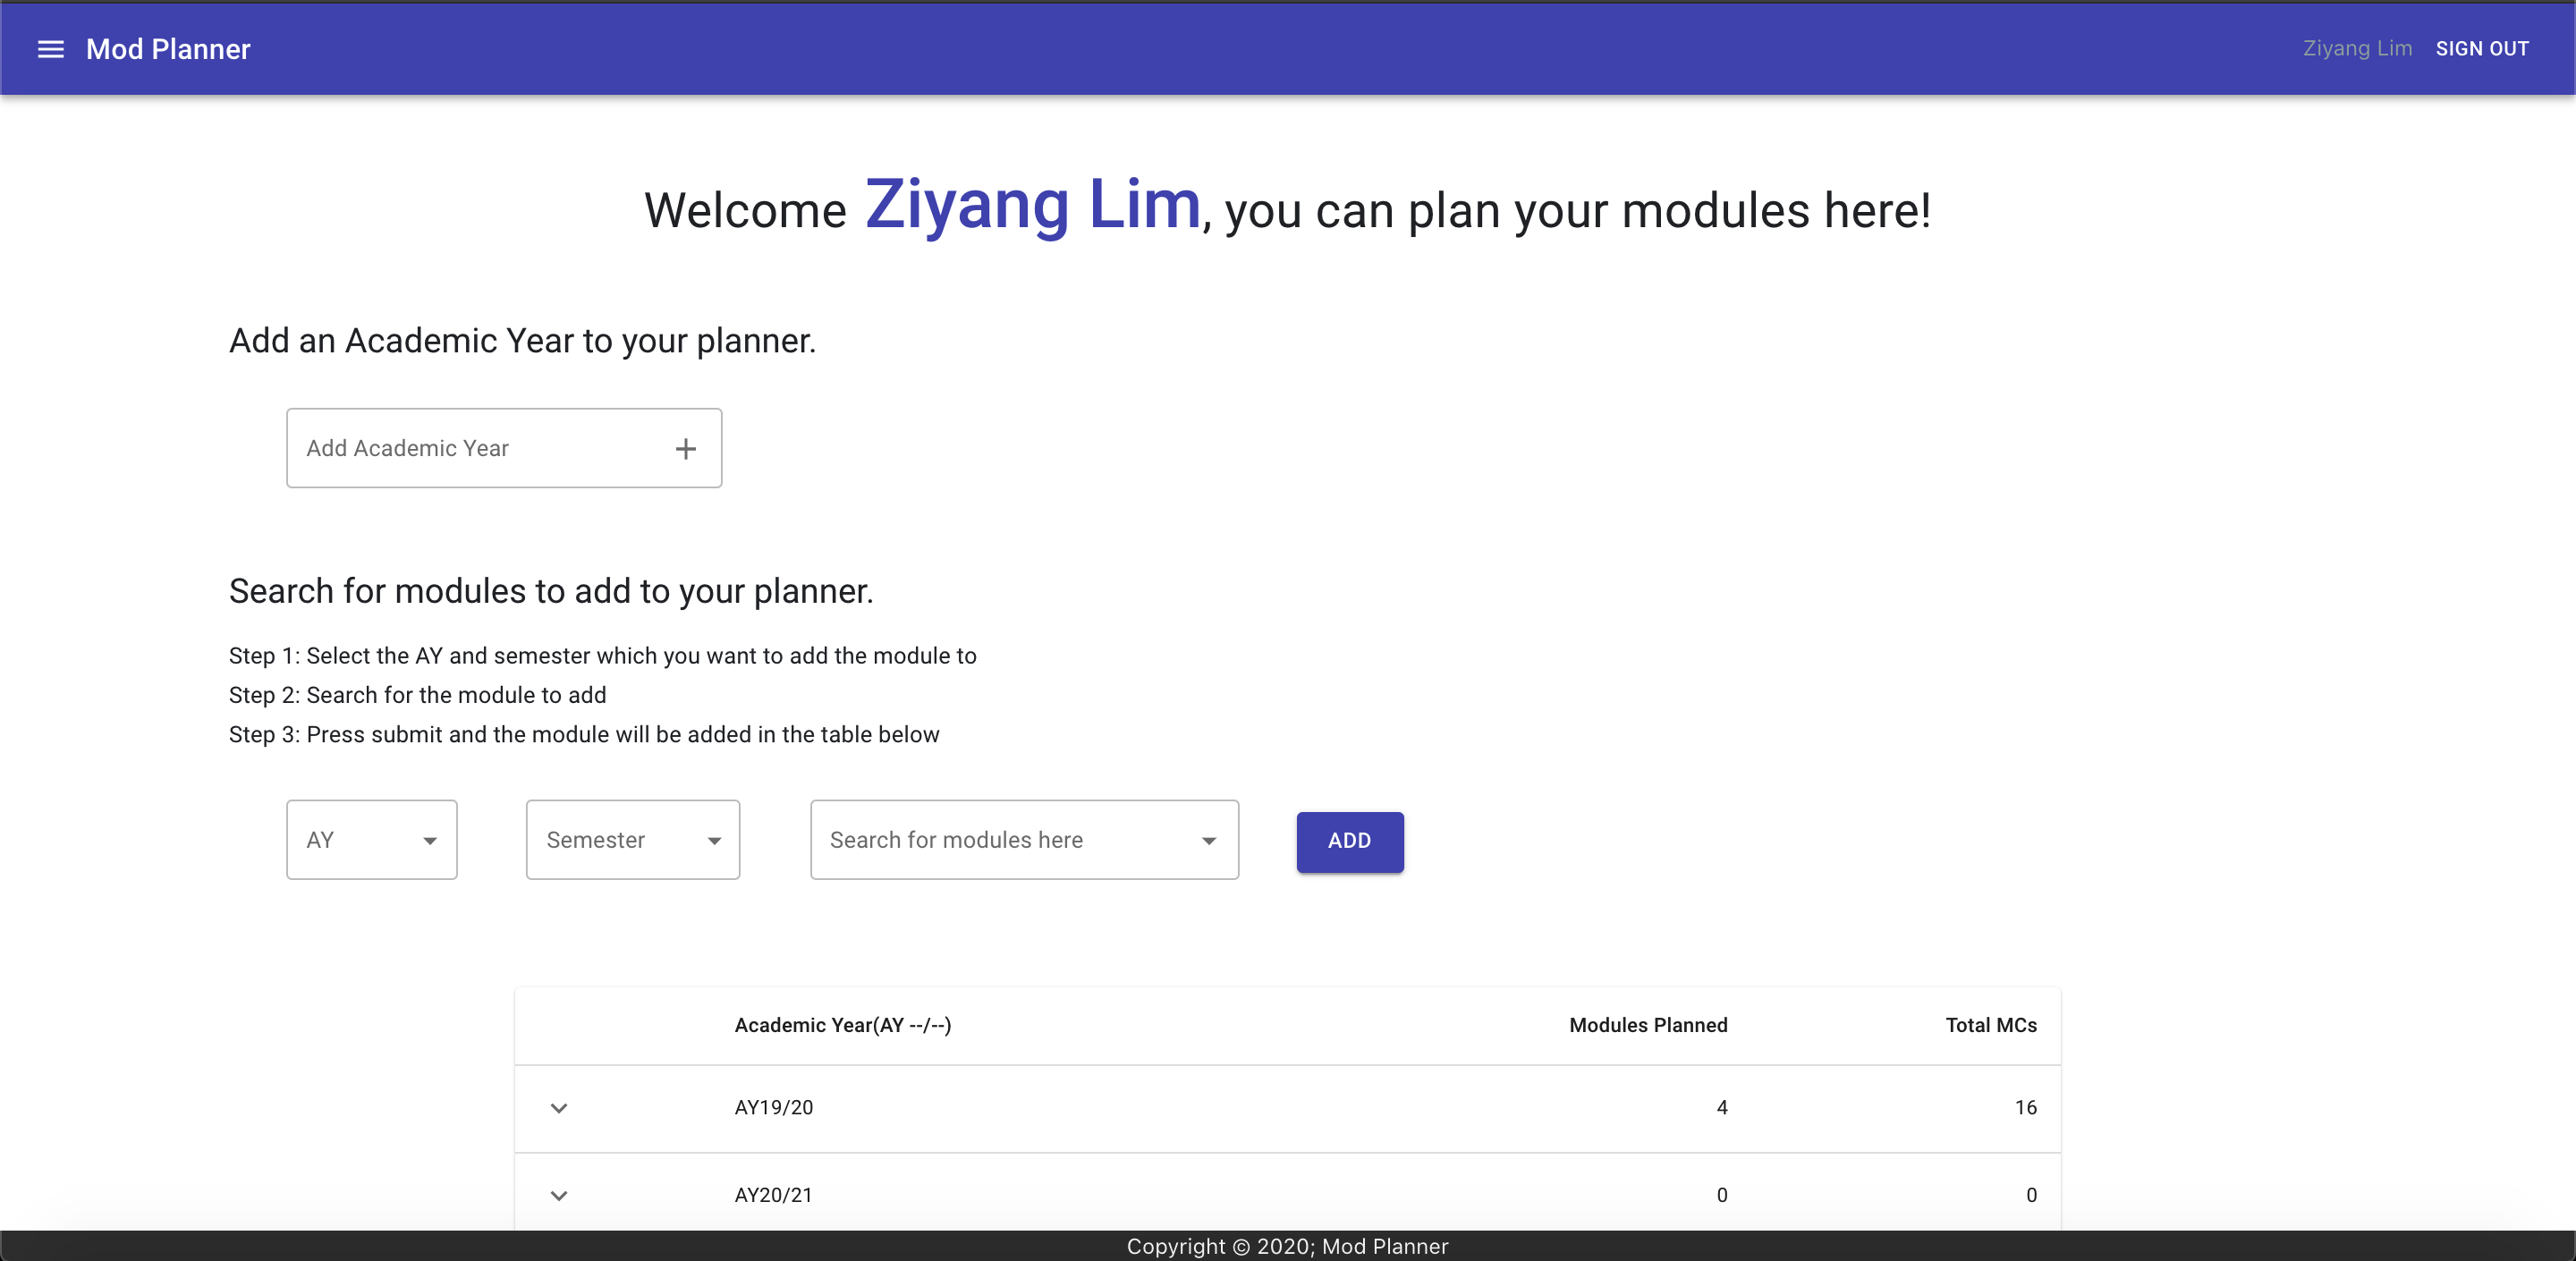 Mod Planner
Ziyang Lim SIGN OUT
Welcome Ziyang Lim, you can plan your modules here!
Add an Academic Year to your planner.
Add Academic Year
Search for modules to add to your planner.
Step 1: Select the AY and semester which you want to add the module to
Step 2: Search for the module to add
Step 3: Press submit and the module will be added in the table below
AY Semester Search for modules here ADD
Academic Year(AY --/--) Modules Planned Total MCs
AY19/20 4 16
AY20/21 0 0
Copyright © 2020; Mod Planner